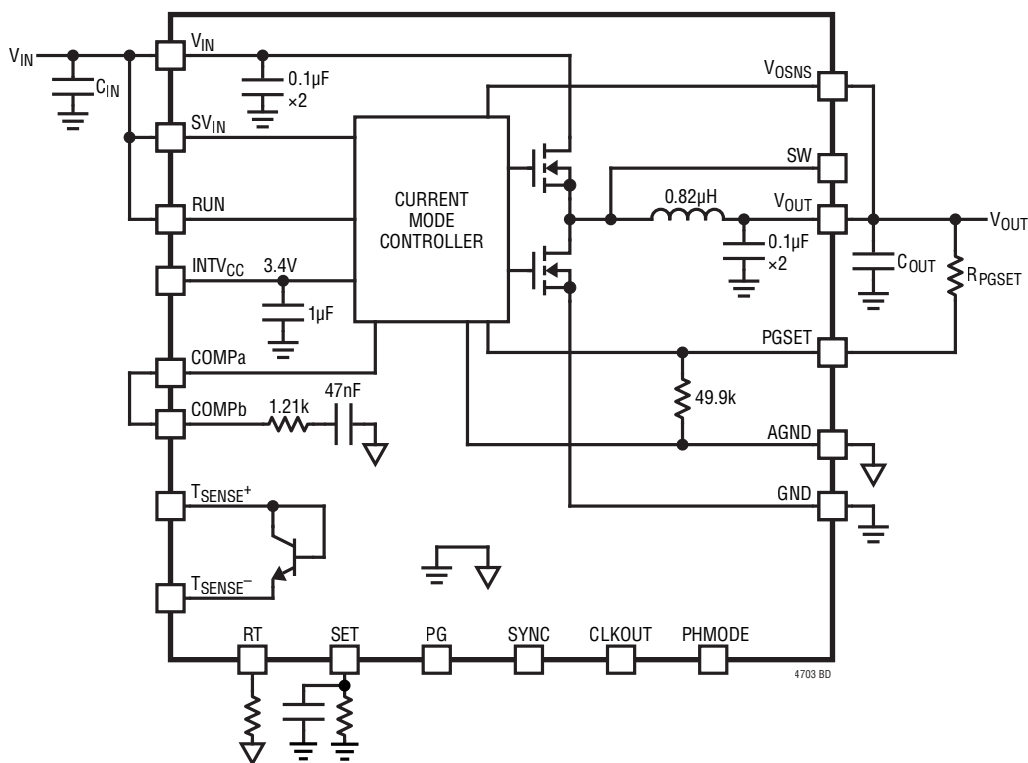 VIN
VIN
CIN
0.1µF
×2
VOSNS
SVIN
SW
CURRENT
MODE
CONTROLLER
0.82µH
RUN
VOUT
VOUT
0.1µF
×2
COUT
RPGSET
INTVCC
3.4V
1µF
PGSET
COMPa
47nF
COMPb
1.21k
49.9k
AGND
TSENSE+
GND
TSENSE–
RT
SET
PG
SYNC
CLKOUT
PHMODE
4703 BD